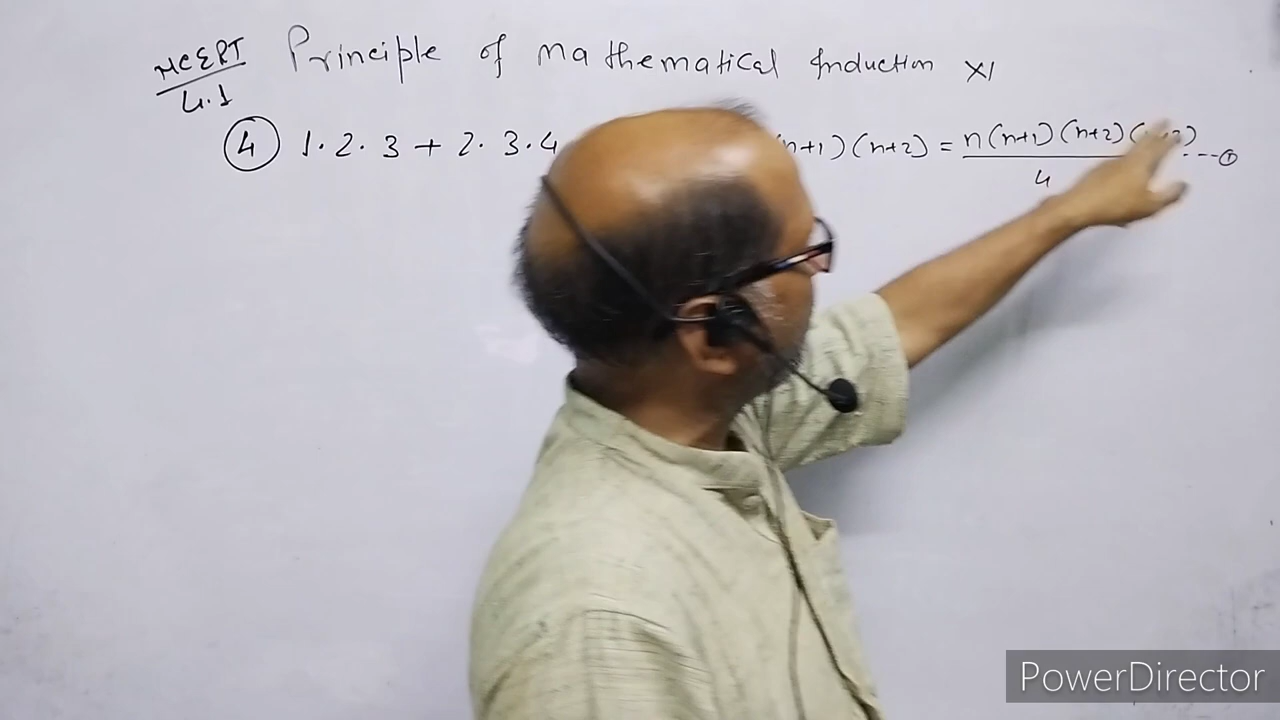 NCERT Principle of Mathematical Induction XI
4.1
4 1·2·3 + 2·3·4 n+1)(n+2) = n(n+1)(n+2)( ) / 4 ---①
PowerDirector